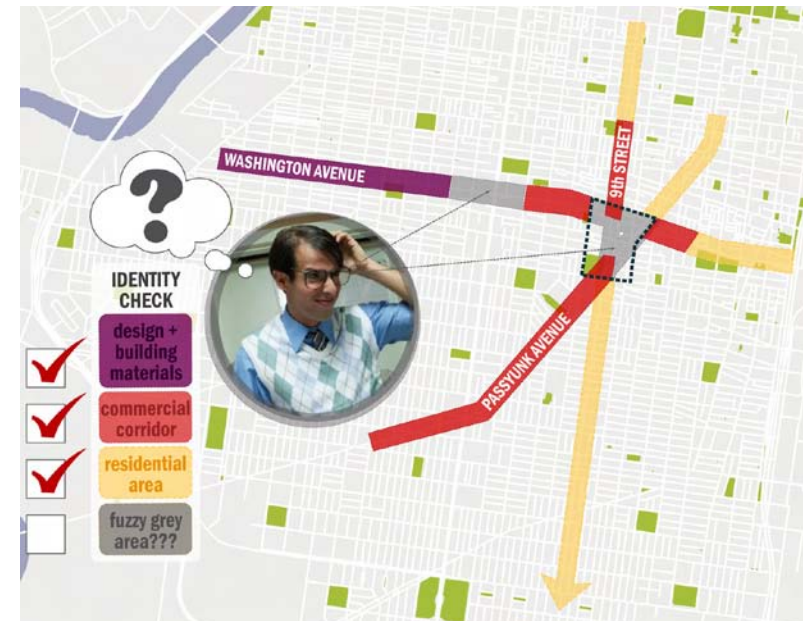 WASHINGTON AVENUE
9th STREET
PASSYUNK AVENUE
?
IDENTITY
CHECK
design +
building
materials
commercial
corridor
residential
area
fuzzy grey
area???